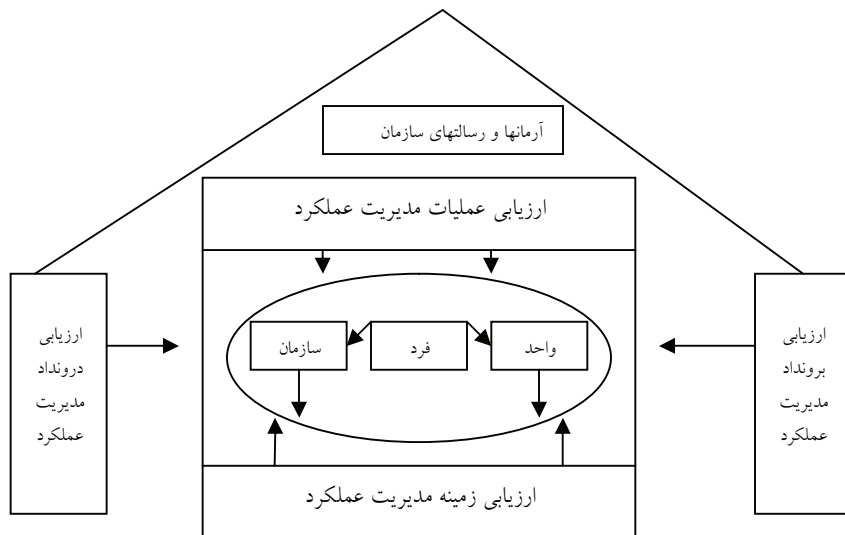 آرمانها و رسالتهای سازمان
ارزیابی عملیات مدیریت عملکرد
ارزیابی
برونداد
مدیریت
عملکرد
واحد
فرد
سازمان
ارزیابی
درونداد
مدیریت
عملکرد
ارزیابی زمینه مدیریت عملکرد